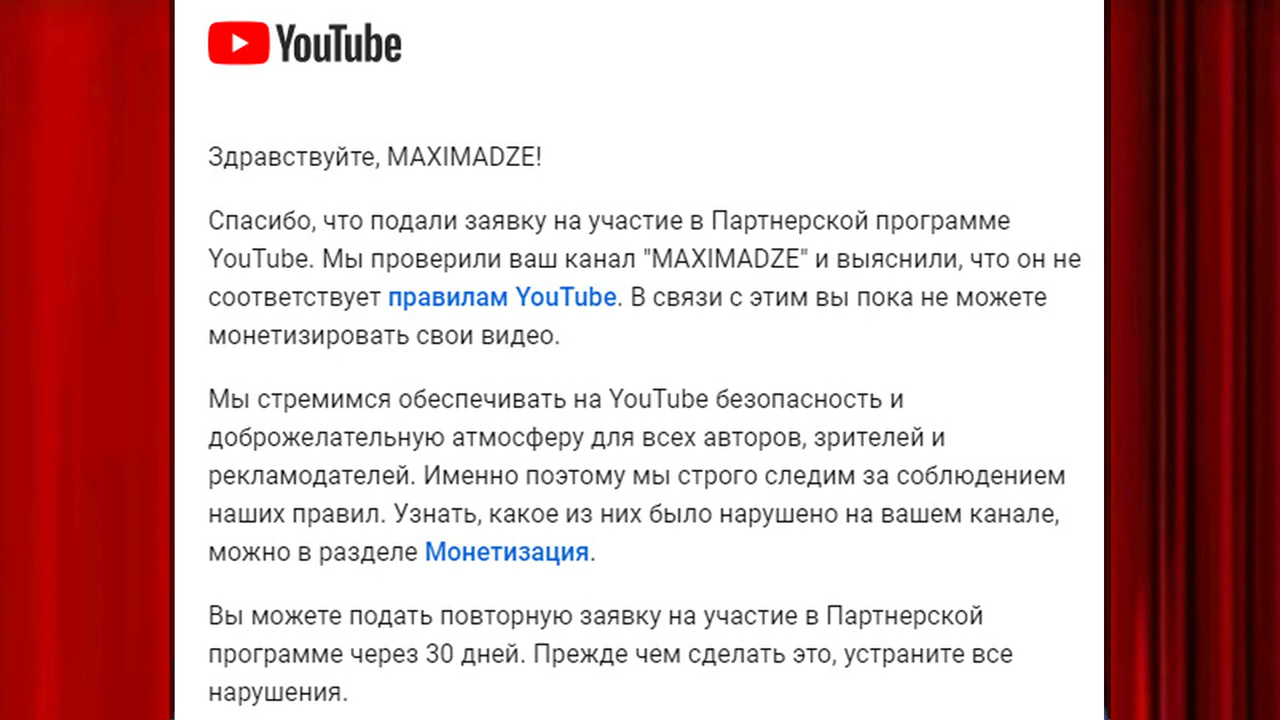 YouTube
Здравствуйте, MAXIMADZE!
Спасибо, что подали заявку на участие в Партнерской программе
YouTube. Мы проверили ваш канал "MAXIMADZE" и выяснили, что он не
соответствует правилам YouTube. В связи с этим вы пока не можете
монетизировать свои видео.
Мы стремимся обеспечивать на YouTube безопасность и
доброжелательную атмосферу для всех авторов, зрителей и
рекламодателей. Именно поэтому мы строго следим за соблюдением
наших правил. Узнать, какое из них было нарушено на вашем канале,
можно в разделе Монетизация.
Вы можете подать повторную заявку на участие в Партнерской
программе через 30 дней. Прежде чем сделать это, устраните все
нарушения.